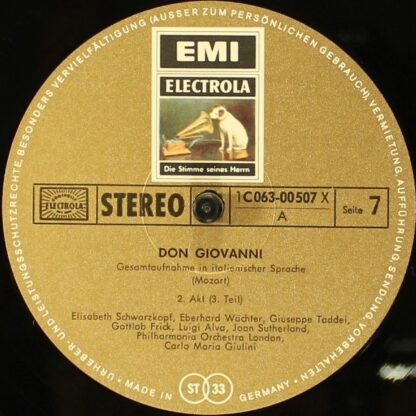 EMI
ELECTROLA
Die Stimme seines Herrn
ELECTROLA
STEREO
1C063-00507 X
A
Seite 7
DON GIOVANNI
Gesamtaufnahme in italienischer Sprache
(Mozart)
2. Akt (3. Teil)
Elisabeth Schwarzkopf, Eberhard Wächter, Giuseppe Taddei,
Gottlob Frick, Luigi Alva, Joan Sutherland,
Philharmonia Orchestra London,
Carlo Maria Giulini
URHEBER- UND LEISTUNGSSCHUTZRECHTE, BESONDERS VERVIELFÄLTIGUNG (AUSSER ZUM PERSÖNLICHEN GEBRAUCH), VERMIETUNG, AUFFÜHRUNG, SENDUNG VORBEHALTEN
• MADE IN
ST 33
GERMANY •